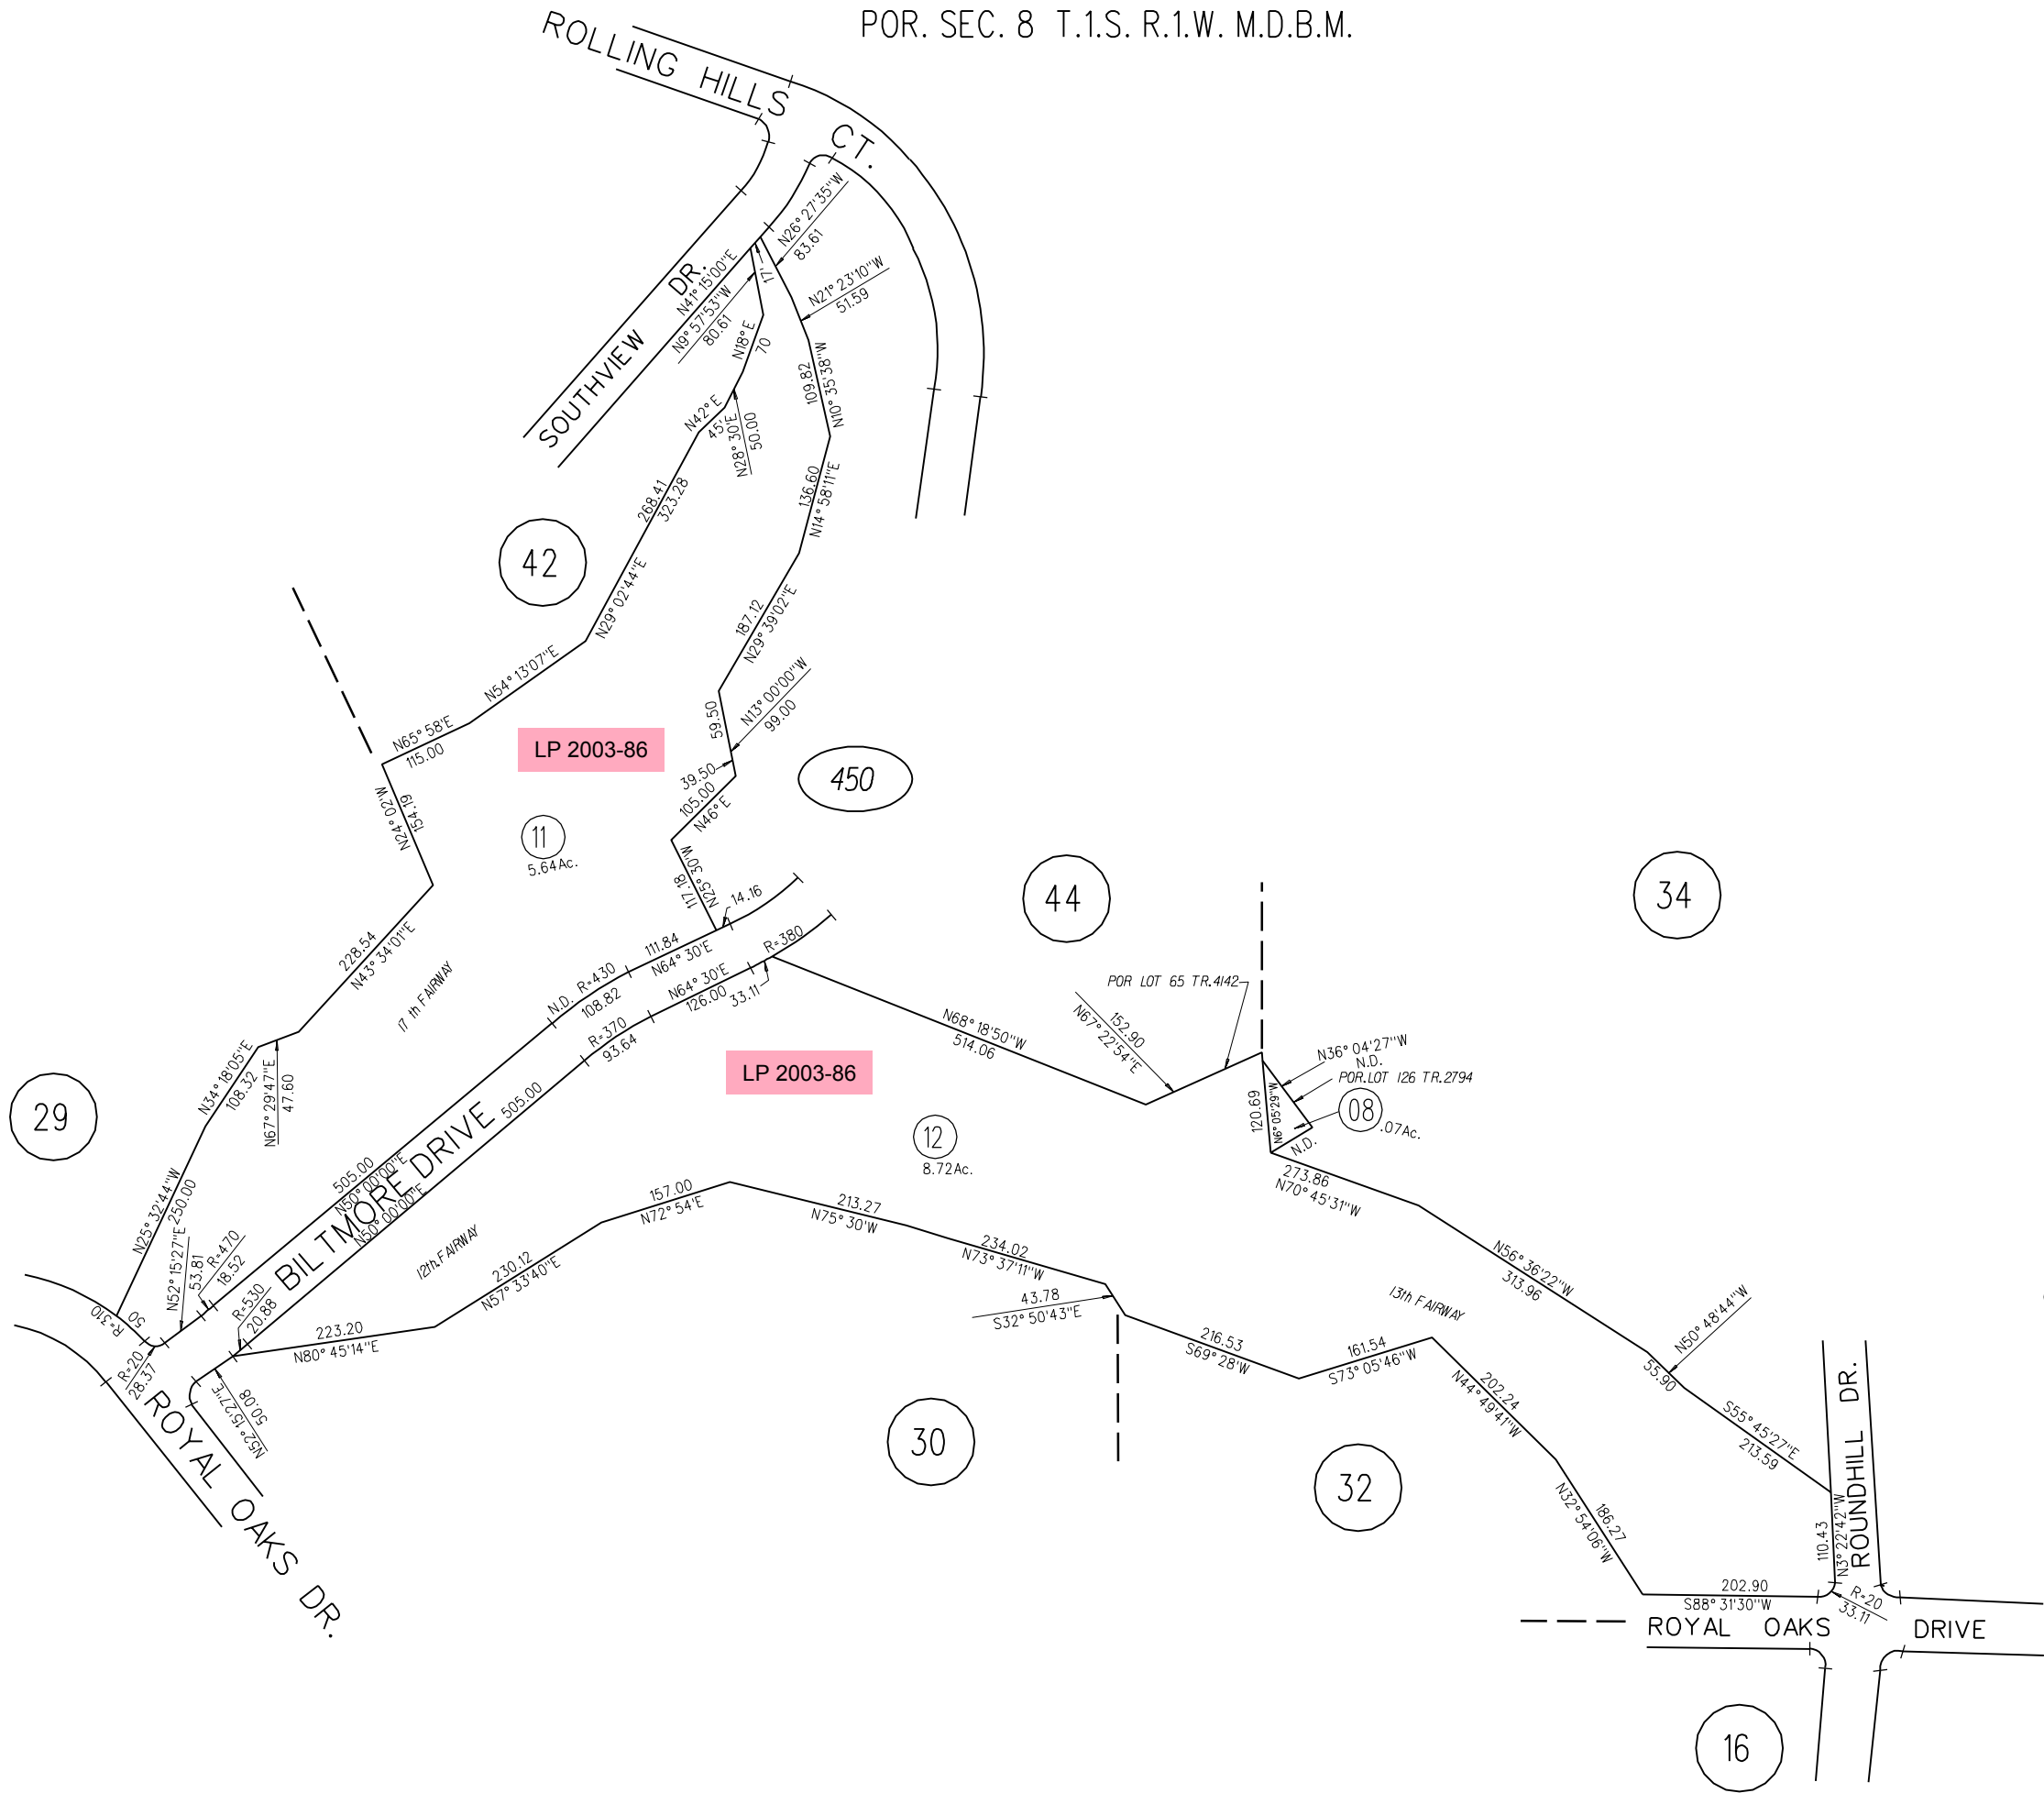 POR. SEC. 8 T.1.S. R.1.W. M.D.B.M.
ROLLING HILLS CT.
SOUTHVIEW DR.
N41° 15'00"E
N9° 57'53"W
80.61
17'
N26° 27'35"W
83.61
N21° 23'10"W
51.59
N18° E
70
N42° E
45'
N28° 30'E
50.00
109.82
N10° 35'38"W
136.60
N14° 58'11"E
268.41
323.28
N29° 02'44"E
42
187.12
N29° 39'02"E
N54° 13'07"E
N65° 58'E
115.00
LP 2003-86
59.50
N13° 00'00"W
99.00
39.50
105.00
N46° E
450
N24° 02'W
154.19
11
5.64Ac.
117.18
N25° 30'W
14.16
44
34
228.54
N43° 34'01"E
17 th FAIRWAY
111.84
N64° 30'E
N.D. R=430
108.82
R=380
N64° 30'E
126.00
33.11
R=370
93.64
N68° 18'50"W
514.06
POR LOT 65 TR.4142
152.90
N67° 22'54"E
N36° 04'27"W
N.D.
POR.LOT 126 TR.2794
08
.07Ac.
120.69
N6° 05'29"W
N.D.
LP 2003-86
29
N34° 18'05"E
108.32
N67° 29'47"E
47.60
505.00
N50° 00'00"E
BILTMORE DRIVE
505.00
N50° 00'00"E
12
8.72Ac.
273.86
N70° 45'31"W
N25° 32'44"W
250.00
N52° 15'27"E
53.81
R=470
18.52
R=530
20.88
12th.FAIRWAY
157.00
N72° 54'E
213.27
N75° 30'W
234.02
N73° 37'11"W
230.12
N57° 33'40"E
223.20
N80° 45'14"E
43.78
S32° 50'43"E
N56° 36'22"W
313.96
13th FAIRWAY
R=310
50
R=20
28.37
N52° 15'27"E
50.08
216.53
S69° 28'W
161.54
S73° 05'46"W
N50° 48'44"W
55.90
S55° 45'27"E
213.59
202.24
N44° 49'41"W
ROYAL OAKS DR.
30
32
186.27
N32° 54'06"W
110.43
N3° 22'42"W
ROUNDHILL DR.
202.90
S88° 31'30"W
R=20
33.11
ROYAL OAKS DRIVE
16